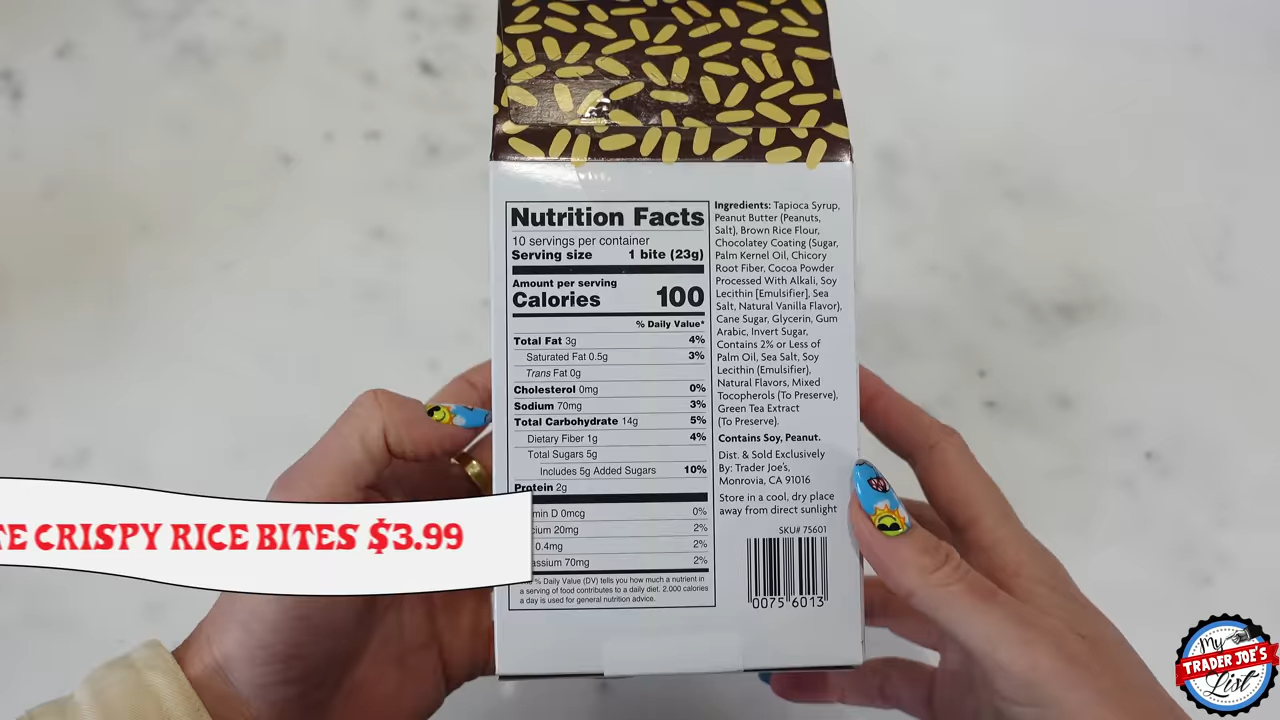 Nutrition Facts
10 servings per container
Serving size 1 bite (23g)
Amount per serving
Calories 100
% Daily Value*
Total Fat 3g 4%
Saturated Fat 0.5g 3%
Trans Fat 0g
Cholesterol 0mg 0%
Sodium 70mg 3%
Total Carbohydrate 14g 5%
Dietary Fiber 1g 4%
Total Sugars 5g
Includes 5g Added Sugars 10%
Protein 2g
min D 0mcg 0%
ium 20mg 2%
0.4mg 2%
assium 70mg 2%
% Daily Value (DV) tells you how much a nutrient in
a serving of food contributes to a daily diet. 2,000 calories
a day is used for general nutrition advice.
Ingredients: Tapioca Syrup,
Peanut Butter (Peanuts,
Salt), Brown Rice Flour,
Chocolatey Coating (Sugar,
Palm Kernel Oil, Chicory
Root Fiber, Cocoa Powder
Processed With Alkali, Soy
Lecithin [Emulsifier], Sea
Salt, Natural Vanilla Flavor),
Cane Sugar, Glycerin, Gum
Arabic, Invert Sugar,
Contains 2% or Less of
Palm Oil, Sea Salt, Soy
Lecithin (Emulsifier),
Natural Flavors, Mixed
Tocopherols (To Preserve),
Green Tea Extract
(To Preserve).
Contains Soy, Peanut.
Dist. & Sold Exclusively
By: Trader Joe's,
Monrovia, CA 91016
Store in a cool, dry place
away from direct sunlight
SKU# 75601
0075 6013
TE CRISPY RICE BITES $3.99
My
TRADER JOE'S
List